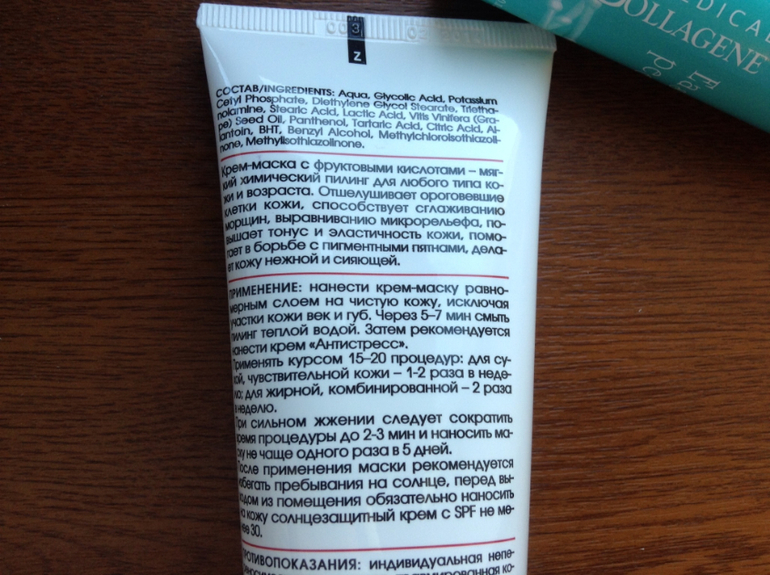 003
Z
MEDICAL
COLLAGENE
СОСТАВ/INGREDIENTS: Aqua, Glycolic Acid, Potassium
Cetyl Phosphate, Diethylene Glycol Stearate, Trietha-
nolamine, Stearic Acid, Lactic Acid, Vitis Vinifera (Gra-
pe) Seed Oil, Panthenol, Tartaric Acid, Citric Acid, Al-
lantoin, BHT, Benzyl Alcohol, Methylchloroisothiazoli-
none, Methylisothiazolinone.
Крем-маска с фруктовыми кислотами – мяг-
кий химический пилинг для любого типа ко-
жи и возраста. Отшелушивает ороговевшие
клетки кожи, способствует сглаживанию
морщин, выравниванию микрорельефа, по-
вышает тонус и эластичность кожи, помо-
гает в борьбе с пигментными пятнами, дела-
ет кожу нежной и сияющей.
ПРИМЕНЕНИЕ: нанести крем-маску равно-
мерным слоем на чистую кожу, исключая
участки кожи век и губ. Через 5–7 мин смыть
пилинг теплой водой. Затем рекомендуется
нанести крем «Антистресс».
Применять курсом 15–20 процедур: для су-
хой, чувствительной кожи – 1-2 раза в неде-
лю; для жирной, комбинированной – 2 раза
в неделю.
При сильном жжении следует сократить
время процедуры до 2-3 мин и наносить ма-
ску не чаще одного раза в 5 дней.
После применения маски рекомендуется
избегать пребывания на солнце, перед вы-
ходом из помещения обязательно наносить
на кожу солнцезащитный крем с SPF не ме-
нее 30.
ПРОТИВОПОКАЗАНИЯ: индивидуальная непе-